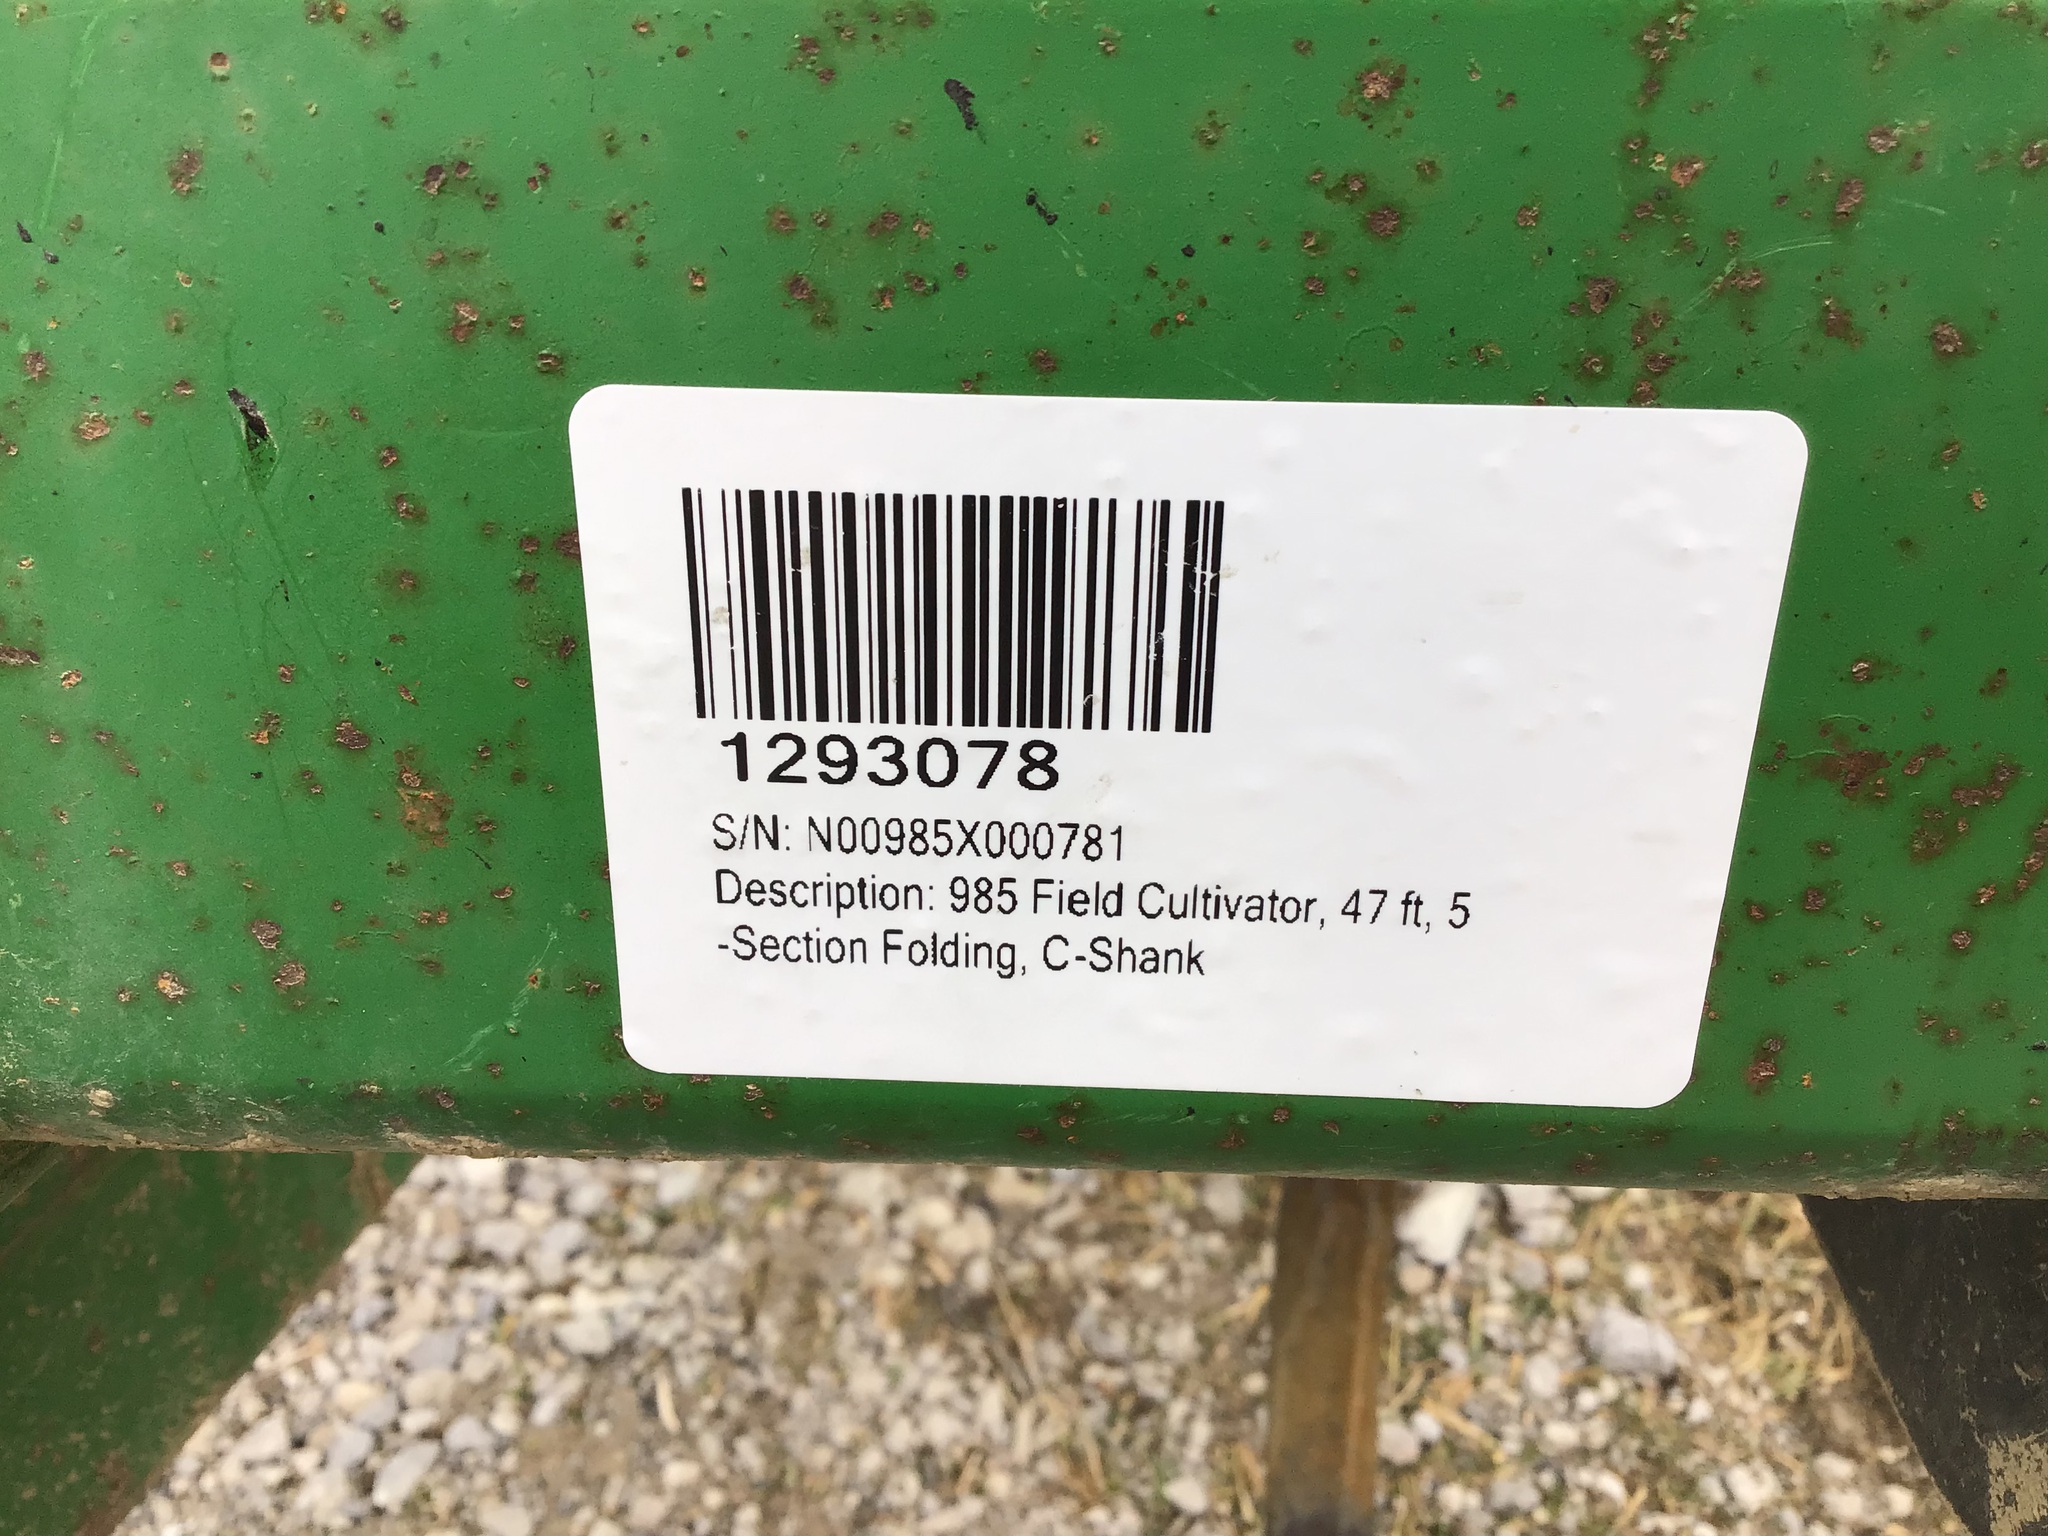 1293078
S/N: N00985X000781
Description: 985 Field Cultivator, 47 ft, 5
-Section Folding, C-Shank